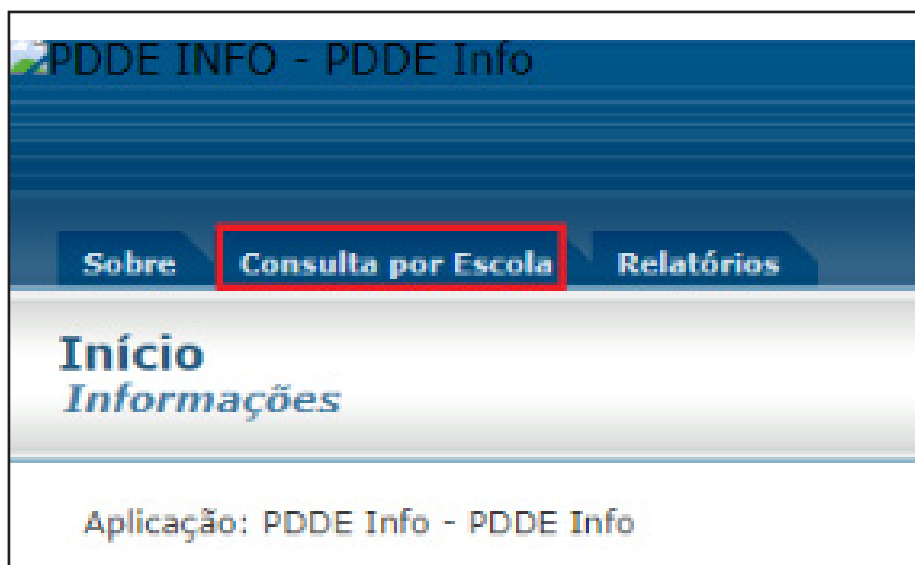 PDDE INFO - PDDE Info
Sobre Consulta por Escola Relatórios
Início
Informações
Aplicação: PDDE Info - PDDE Info